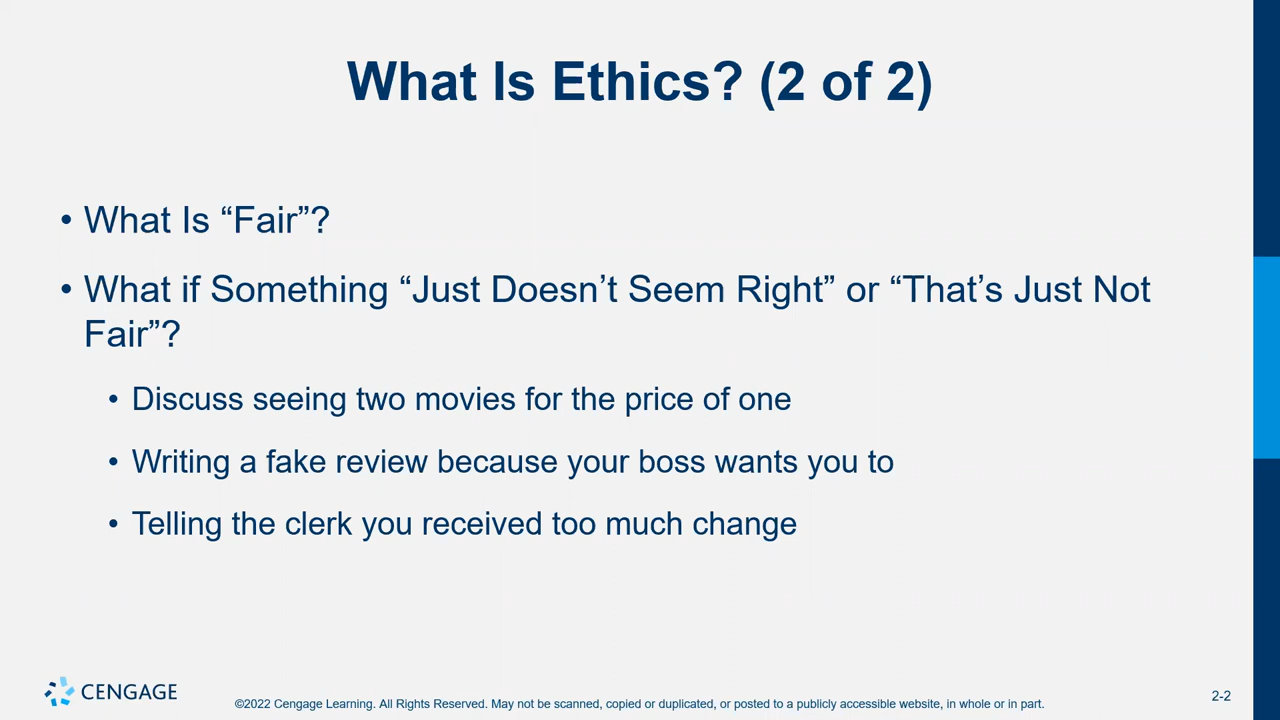 What Is Ethics? (2 of 2)
• What Is “Fair”?
• What if Something “Just Doesn’t Seem Right” or “That’s Just Not
Fair”?
• Discuss seeing two movies for the price of one
• Writing a fake review because your boss wants you to
• Telling the clerk you received too much change
CENGAGE
©2022 Cengage Learning. All Rights Reserved. May not be scanned, copied or duplicated, or posted to a publicly accessible website, in whole or in part.
2-2